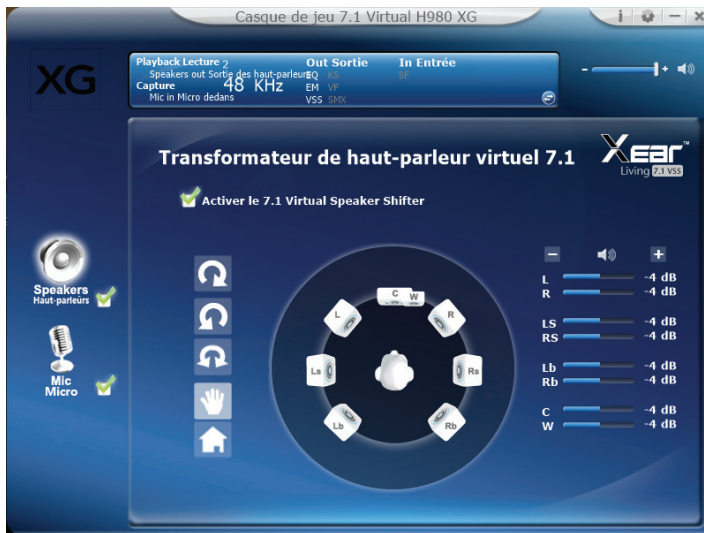 Casque de jeu 7.1 Virtual H980 XG
XG
Playback Lecture 2
Speakers out Sortie des haut-parleurs
Capture 48 KHz
Mic in Micro dedans
Out Sortie
EQ KS
EM VF
VSS SMX
In Entrée
SF
Transformateur de haut-parleur virtuel 7.1
Xear™
Living 7.1 VSS
Activer le 7.1 Virtual Speaker Shifter
Speakers
Haut-parleurs
Mic
Micro
C W
L R
Ls Rs
Lb Rb
L -4 dB
R -4 dB
LS -4 dB
RS -4 dB
Lb -4 dB
Rb -4 dB
C -4 dB
W -4 dB